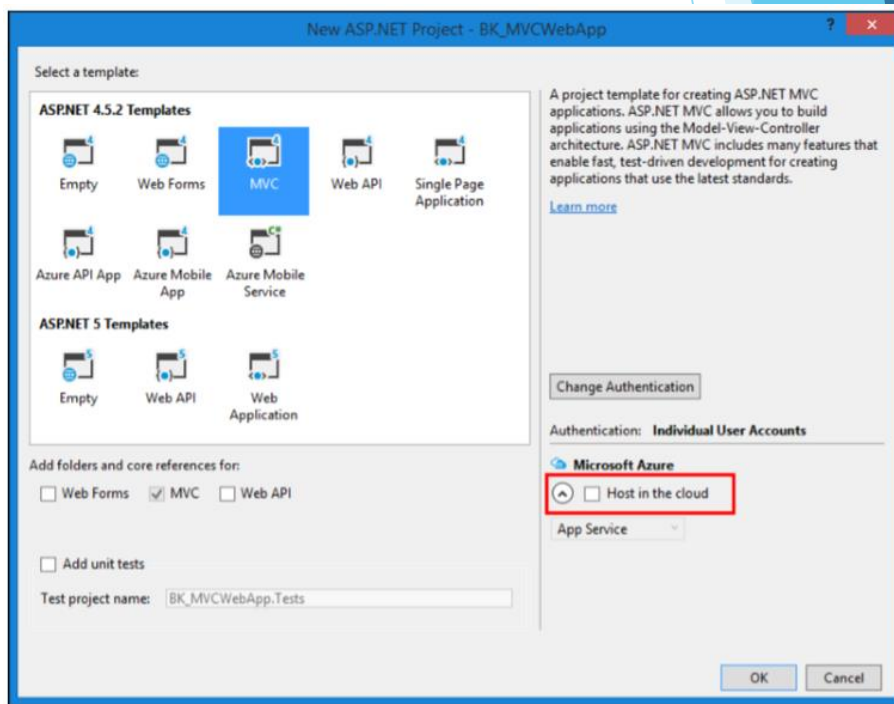 New ASP.NET Project - BK_MVCWebApp
? ×
Select a template:
ASP.NET 4.5.2 Templates
Empty
Web Forms
MVC
Web API
Single Page
Application
Azure API App
Azure Mobile
App
Azure Mobile
Service
ASP.NET 5 Templates
Empty
Web API
Web
Application
A project template for creating ASP.NET MVC
applications. ASP.NET MVC allows you to build
applications using the Model-View-Controller
architecture. ASP.NET MVC includes many features that
enable fast, test-driven development for creating
applications that use the latest standards.
Learn more
Change Authentication
Authentication: Individual User Accounts
Add folders and core references for:
Web Forms MVC Web API
Microsoft Azure
Host in the cloud
App Service
Add unit tests
Test project name: BK_MVCWebApp.Tests
OK Cancel